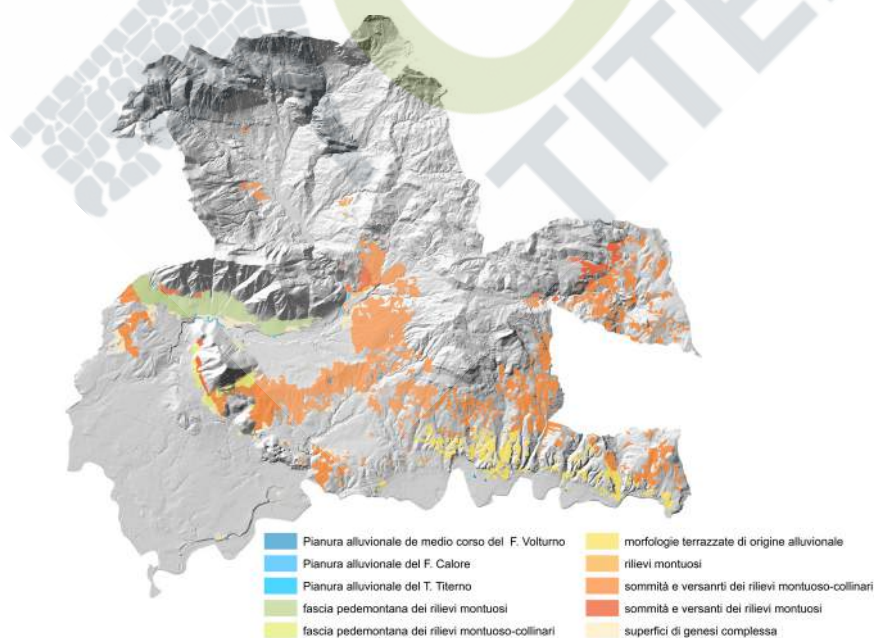 TITE
Pianura alluvionale de medio corso del F. Volturno
Pianura alluvionale del F. Calore
Pianura alluvionale del T. Titerno
fascia pedemontana dei rilievi montuosi
fascia pedemontana dei rilievi montuoso-collinari
morfologie terrazzate di origine alluvionale
rilievi montuosi
sommità e versanrti dei rilievi montuoso-collinari
sommità e versanti dei rilievi montuosi
superfici di genesi complessa